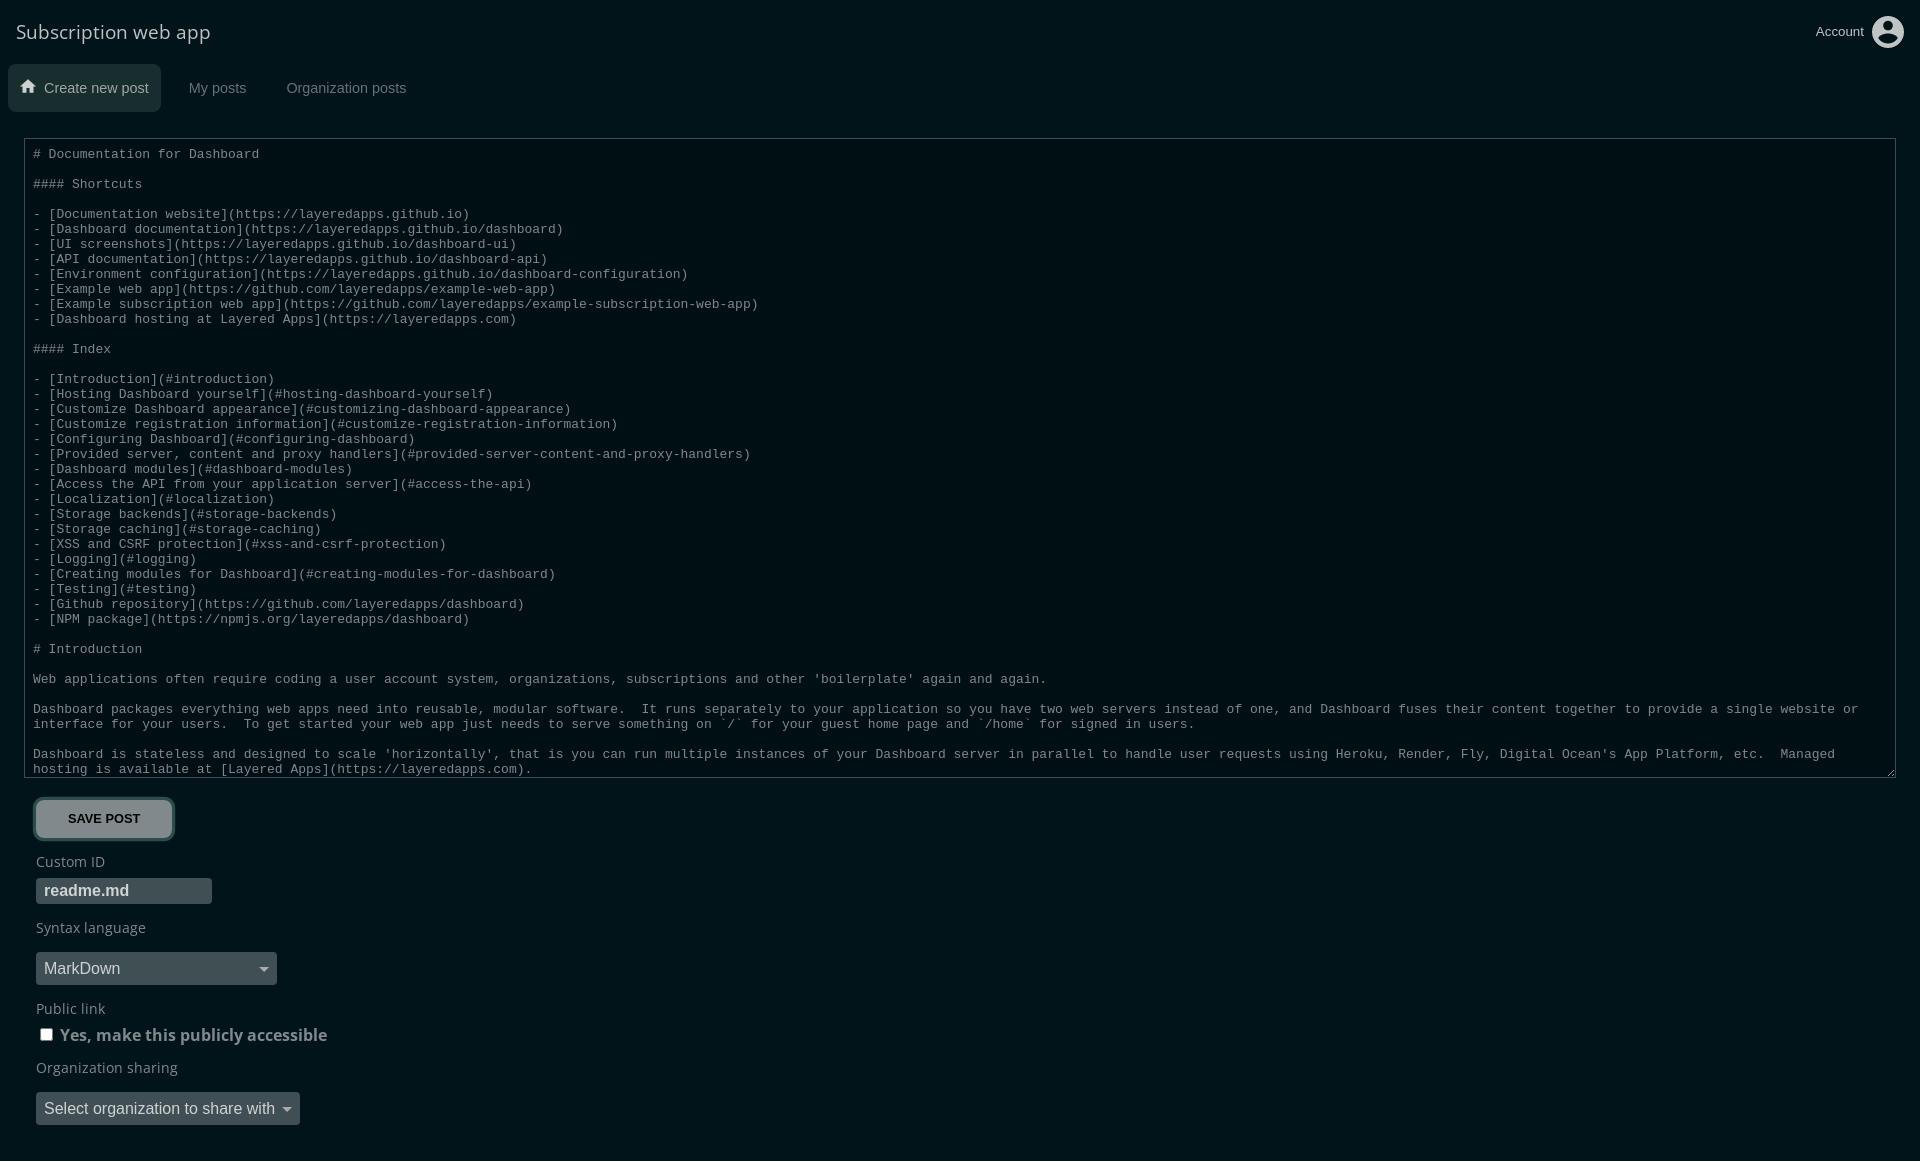 Subscription web app
Account
Create new post
My posts
Organization posts
# Documentation for Dashboard
#### Shortcuts
- [Documentation website](https://layeredapps.github.io)
- [Dashboard documentation](https://layeredapps.github.io/dashboard)
- [UI screenshots](https://layeredapps.github.io/dashboard-ui)
- [API documentation](https://layeredapps.github.io/dashboard-api)
- [Environment configuration](https://layeredapps.github.io/dashboard-configuration)
- [Example web app](https://github.com/layeredapps/example-web-app)
- [Example subscription web app](https://github.com/layeredapps/example-subscription-web-app)
- [Dashboard hosting at Layered Apps](https://layeredapps.com)
#### Index
- [Introduction](#introduction)
- [Hosting Dashboard yourself](#hosting-dashboard-yourself)
- [Customize Dashboard appearance](#customizing-dashboard-appearance)
- [Customize registration information](#customize-registration-information)
- [Configuring Dashboard](#configuring-dashboard)
- [Provided server, content and proxy handlers](#provided-server-content-and-proxy-handlers)
- [Dashboard modules](#dashboard-modules)
- [Access the API from your application server](#access-the-api)
- [Localization](#localization)
- [Storage backends](#storage-backends)
- [Storage caching](#storage-caching)
- [XSS and CSRF protection](#xss-and-csrf-protection)
- [Logging](#logging)
- [Creating modules for Dashboard](#creating-modules-for-dashboard)
- [Testing](#testing)
- [Github repository](https://github.com/layeredapps/dashboard)
- [NPM package](https://npmjs.org/layeredapps/dashboard)
# Introduction
Web applications often require coding a user account system, organizations, subscriptions and other 'boilerplate' again and again.
Dashboard packages everything web apps need into reusable, modular software.  It runs separately to your application so you have two web servers instead of one, and Dashboard fuses their content together to provide a single website or
interface for your users.  To get started your web app just needs to serve something on `/` for your guest home page and `/home` for signed in users.
Dashboard is stateless and designed to scale 'horizontally', that is you can run multiple instances of your Dashboard server in parallel to handle user requests using Heroku, Render, Fly, Digital Ocean's App Platform, etc.  Managed
hosting is available at [Layered Apps](https://layeredapps.com).
SAVE POST
Custom ID
readme.md
Syntax language
MarkDown
Public link
Yes, make this publicly accessible
Organization sharing
Select organization to share with